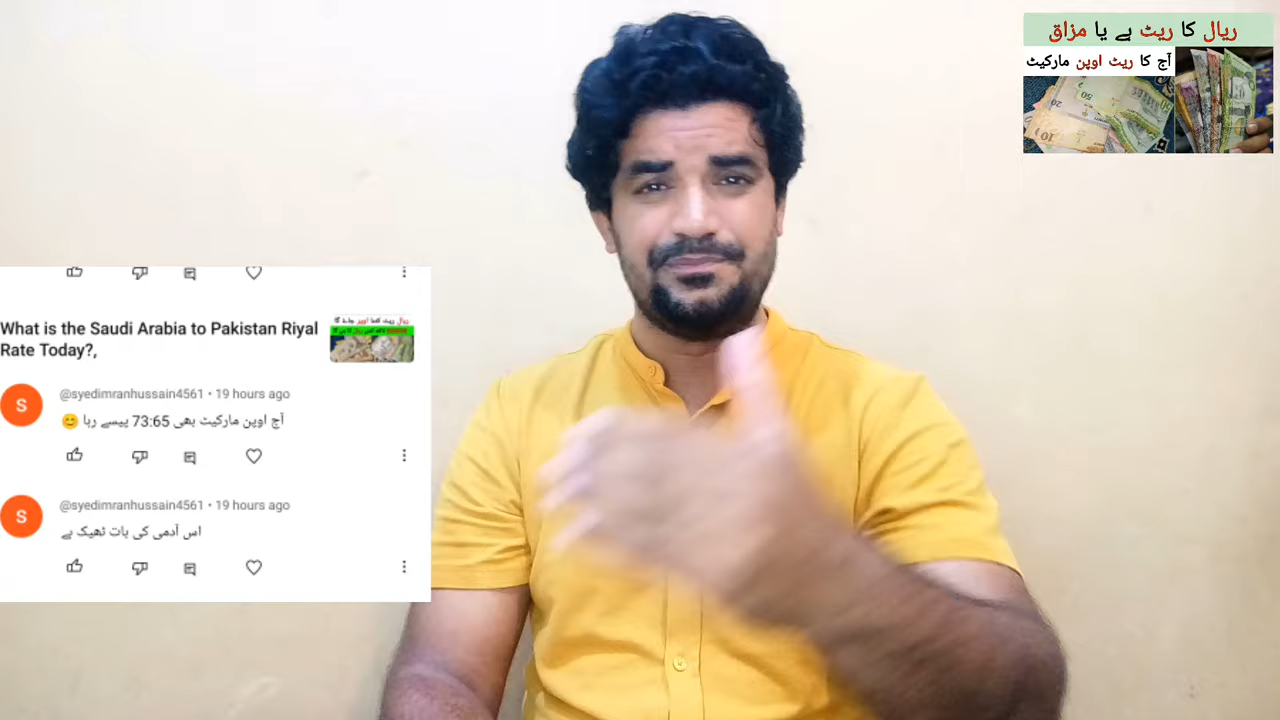 ریال کا ریٹ ہے یا مزاق
آج کا ریٹ اوپن مارکیٹ
What is the Saudi Arabia to Pakistan Riyal
Rate Today?,
@syedimranhussain4561 • 19 hours ago
S
آج اوپن مارکیٹ بھی 73:65 پیسے رہا 😊
@syedimranhussain4561 • 19 hours ago
S
اس آدمی کی بات ٹھیک ہے